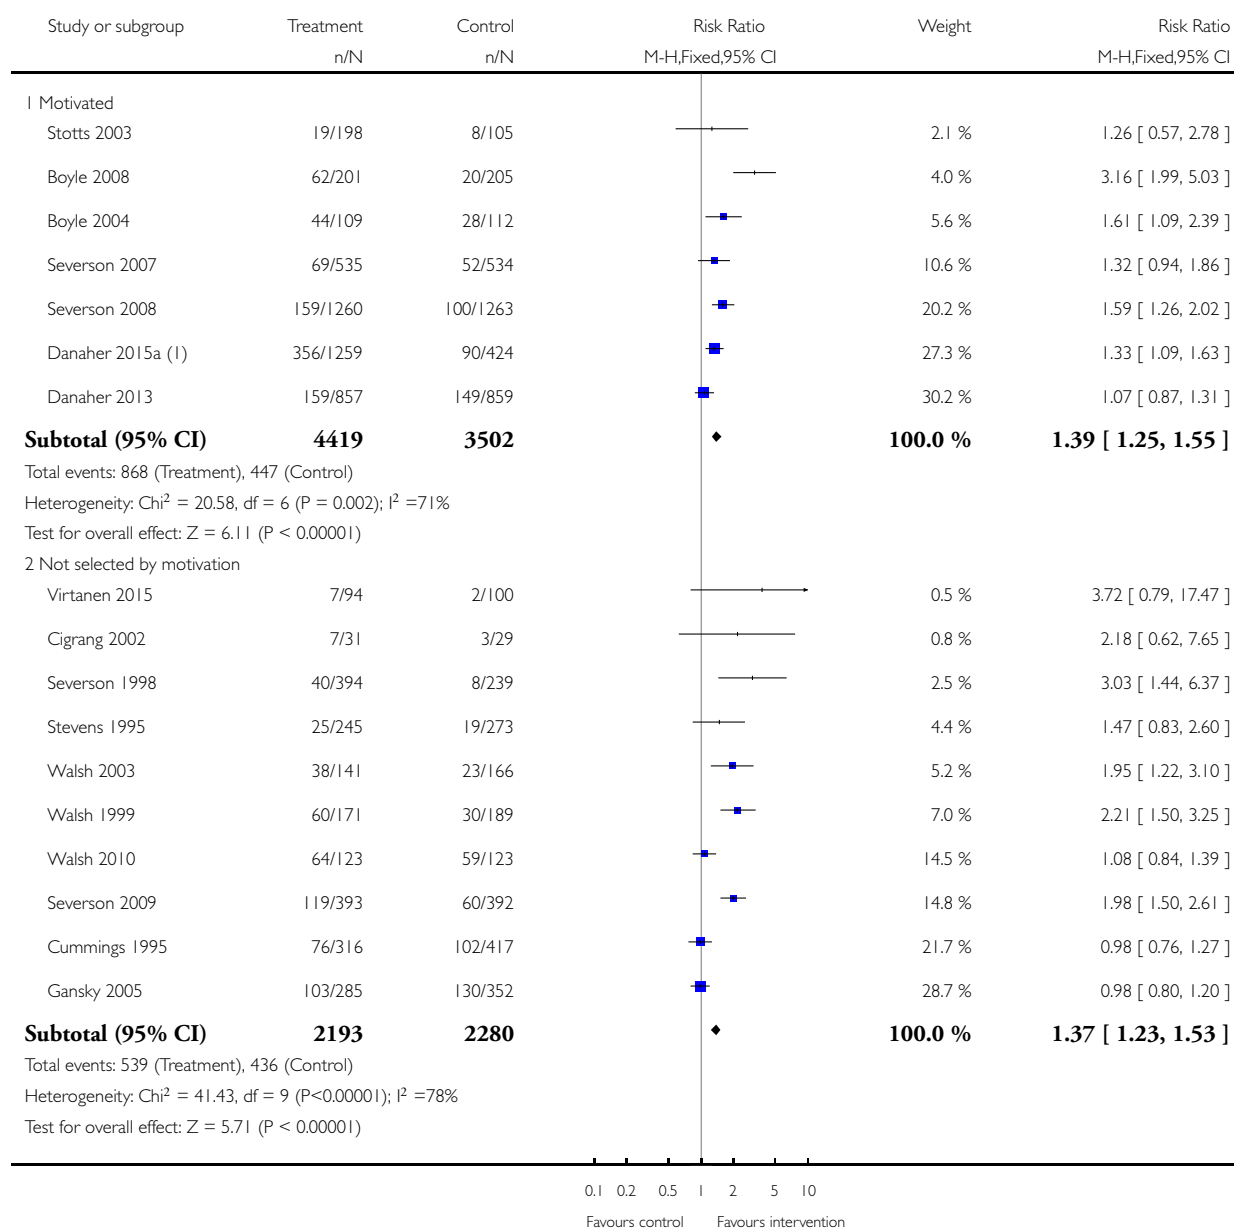 Study or subgroup Treatment Control Risk Ratio Weight Risk Ratio
n/N n/N M-H,Fixed,95% CI M-H,Fixed,95% CI
1 Motivated
Stotts 2003 19/198 8/105 2.1 % 1.26 [ 0.57, 2.78 ]
Boyle 2008 62/201 20/205 4.0 % 3.16 [ 1.99, 5.03 ]
Boyle 2004 44/109 28/112 5.6 % 1.61 [ 1.09, 2.39 ]
Severson 2007 69/535 52/534 10.6 % 1.32 [ 0.94, 1.86 ]
Severson 2008 159/1260 100/1263 20.2 % 1.59 [ 1.26, 2.02 ]
Danaher 2015a (1) 356/1259 90/424 27.3 % 1.33 [ 1.09, 1.63 ]
Danaher 2013 159/857 149/859 30.2 % 1.07 [ 0.87, 1.31 ]
Subtotal (95% CI) 4419 3502 100.0 % 1.39 [ 1.25, 1.55 ]
Total events: 868 (Treatment), 447 (Control)
Heterogeneity: Chi² = 20.58, df = 6 (P = 0.002); I² =71%
Test for overall effect: Z = 6.11 (P < 0.00001)
2 Not selected by motivation
Virtanen 2015 7/94 2/100 0.5 % 3.72 [ 0.79, 17.47 ]
Cigrang 2002 7/31 3/29 0.8 % 2.18 [ 0.62, 7.65 ]
Severson 1998 40/394 8/239 2.5 % 3.03 [ 1.44, 6.37 ]
Stevens 1995 25/245 19/273 4.4 % 1.47 [ 0.83, 2.60 ]
Walsh 2003 38/141 23/166 5.2 % 1.95 [ 1.22, 3.10 ]
Walsh 1999 60/171 30/189 7.0 % 2.21 [ 1.50, 3.25 ]
Walsh 2010 64/123 59/123 14.5 % 1.08 [ 0.84, 1.39 ]
Severson 2009 119/393 60/392 14.8 % 1.98 [ 1.50, 2.61 ]
Cummings 1995 76/316 102/417 21.7 % 0.98 [ 0.76, 1.27 ]
Gansky 2005 103/285 130/352 28.7 % 0.98 [ 0.80, 1.20 ]
Subtotal (95% CI) 2193 2280 100.0 % 1.37 [ 1.23, 1.53 ]
Total events: 539 (Treatment), 436 (Control)
Heterogeneity: Chi² = 41.43, df = 9 (P<0.00001); I² =78%
Test for overall effect: Z = 5.71 (P < 0.00001)
0.1 0.2 0.5 1 2 5 10
Favours control Favours intervention